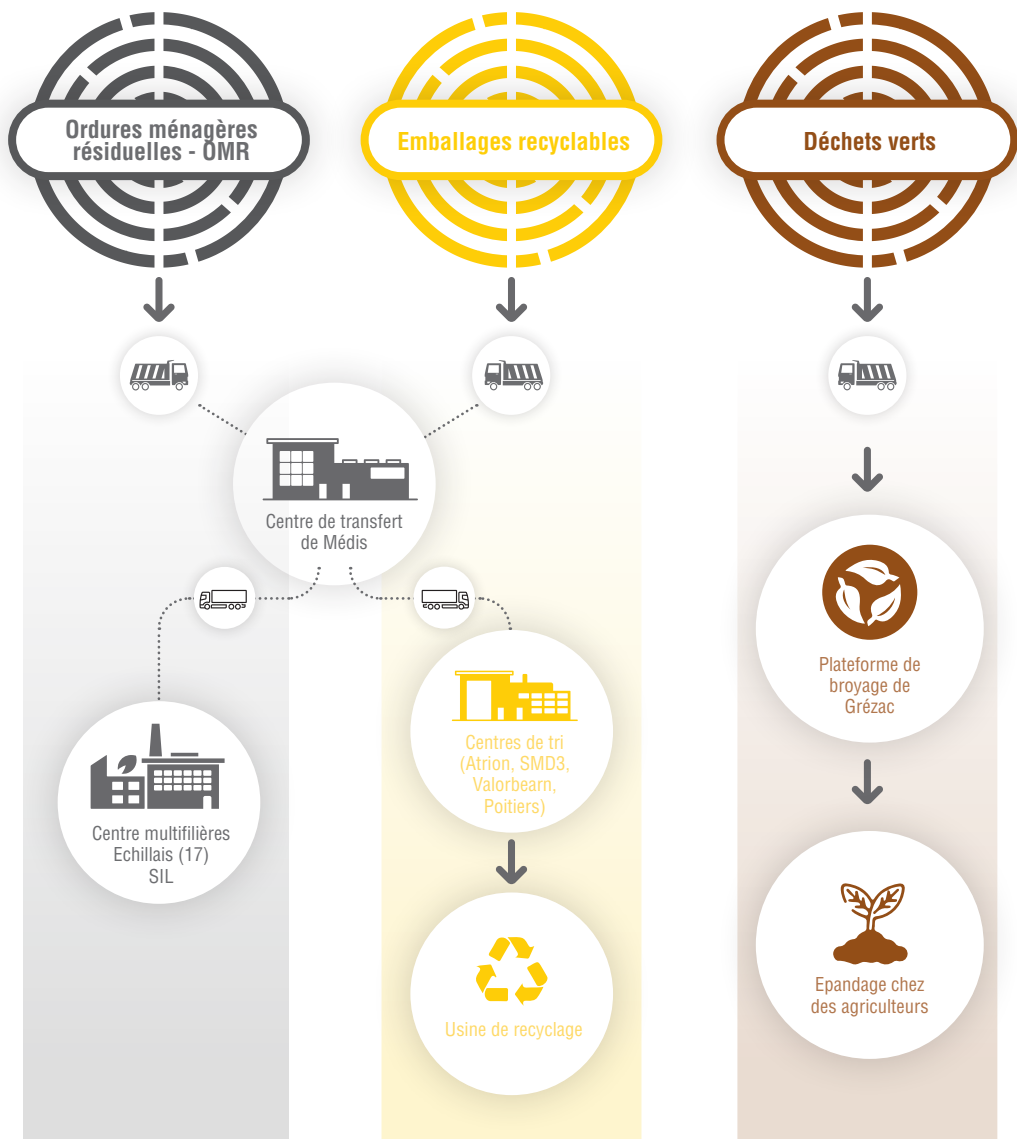 Ordures ménagères
résiduelles - OMR
Emballages recyclables
Déchets verts
Centre de transfert
de Médis
Plateforme de
broyage de
Grézac
Centres de tri
(Atrion, SMD3,
Valorbearn,
Poitiers)
Centre multifilières
Echillais (17)
SIL
Epandage chez
des agriculteurs
Usine de recyclage